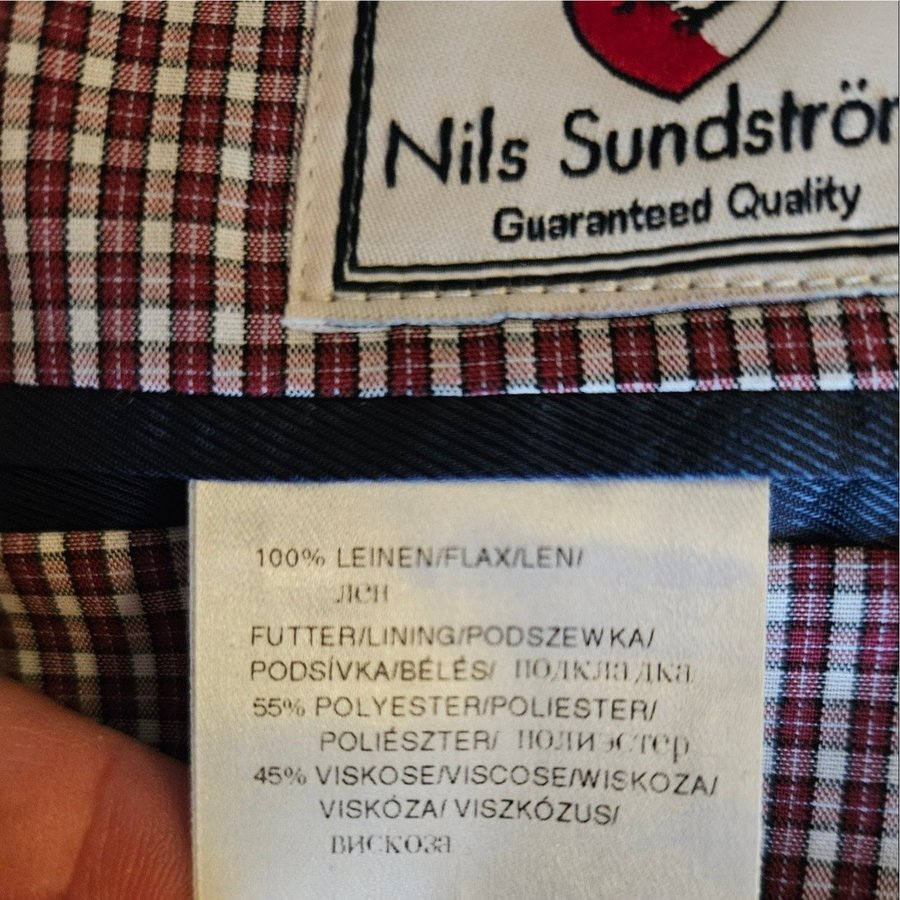 Nils Sundströr
Guaranteed Quality
100% LEINEN/FLAX/LEN/
лен
FUTTER/LINING/PODSZEWKA/
PODSÍVKA/BÉLÉS/ подкладка
55% POLYESTER/POLIESTER/
POLIÉSZTER/ полиэстер
45% VISKOSE/VISCOSE/WISKOZA/
VISKÓZA/ VISZKÓZUS/
вискоза